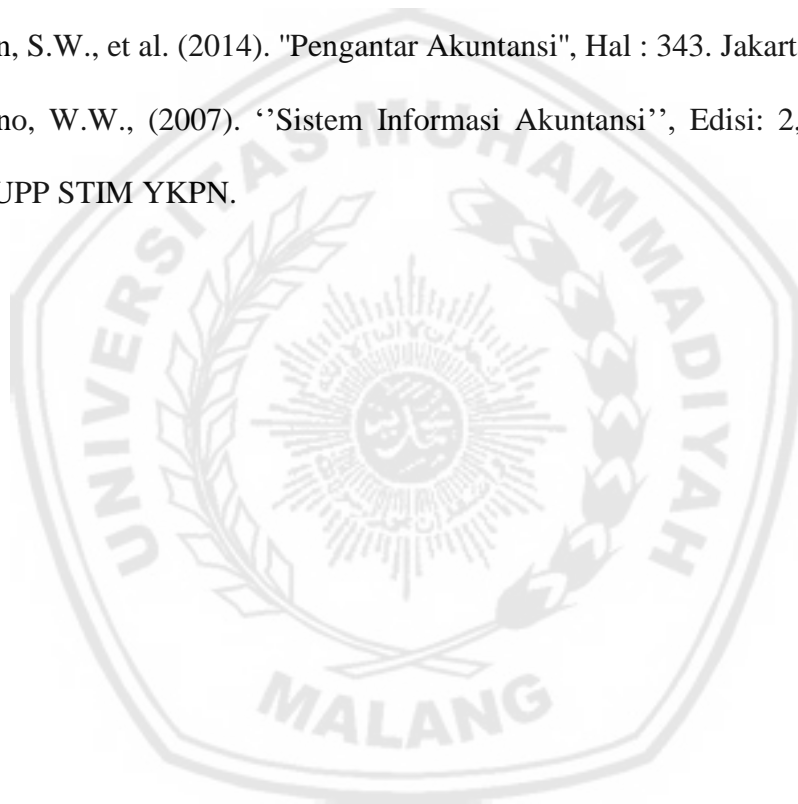 n, S.W., et al. (2014). "Pengantar Akuntansi", Hal : 343. Jakart
no, W.W., (2007). ‘’Sistem Informasi Akuntansi’’, Edisi: 2,
UPP STIM YKPN.
UNIVERSITAS MUHAMMADIYAH
MALANG